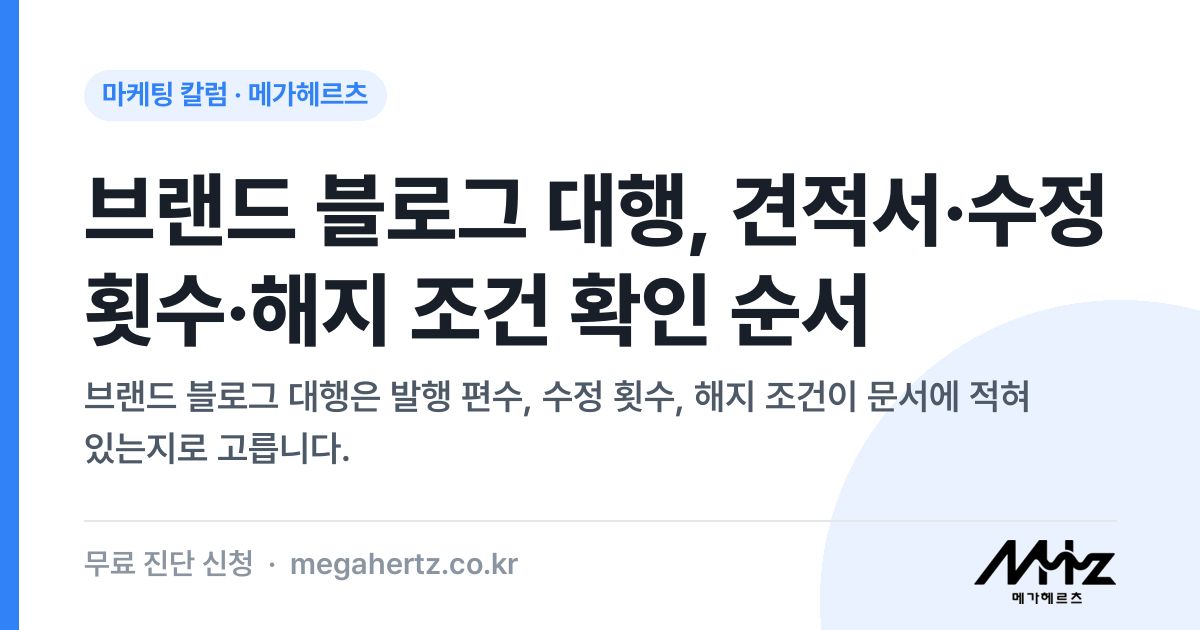 마케팅 칼럼 · 메가헤르츠
브랜드 블로그 대행, 견적서·수정
횟수·해지 조건 확인 순서
브랜드 블로그 대행은 발행 편수, 수정 횟수, 해지 조건이 문서에 적혀
있는지로 고릅니다.
무료 진단 신청 · megahertz.co.kr
MHz
메가헤르츠